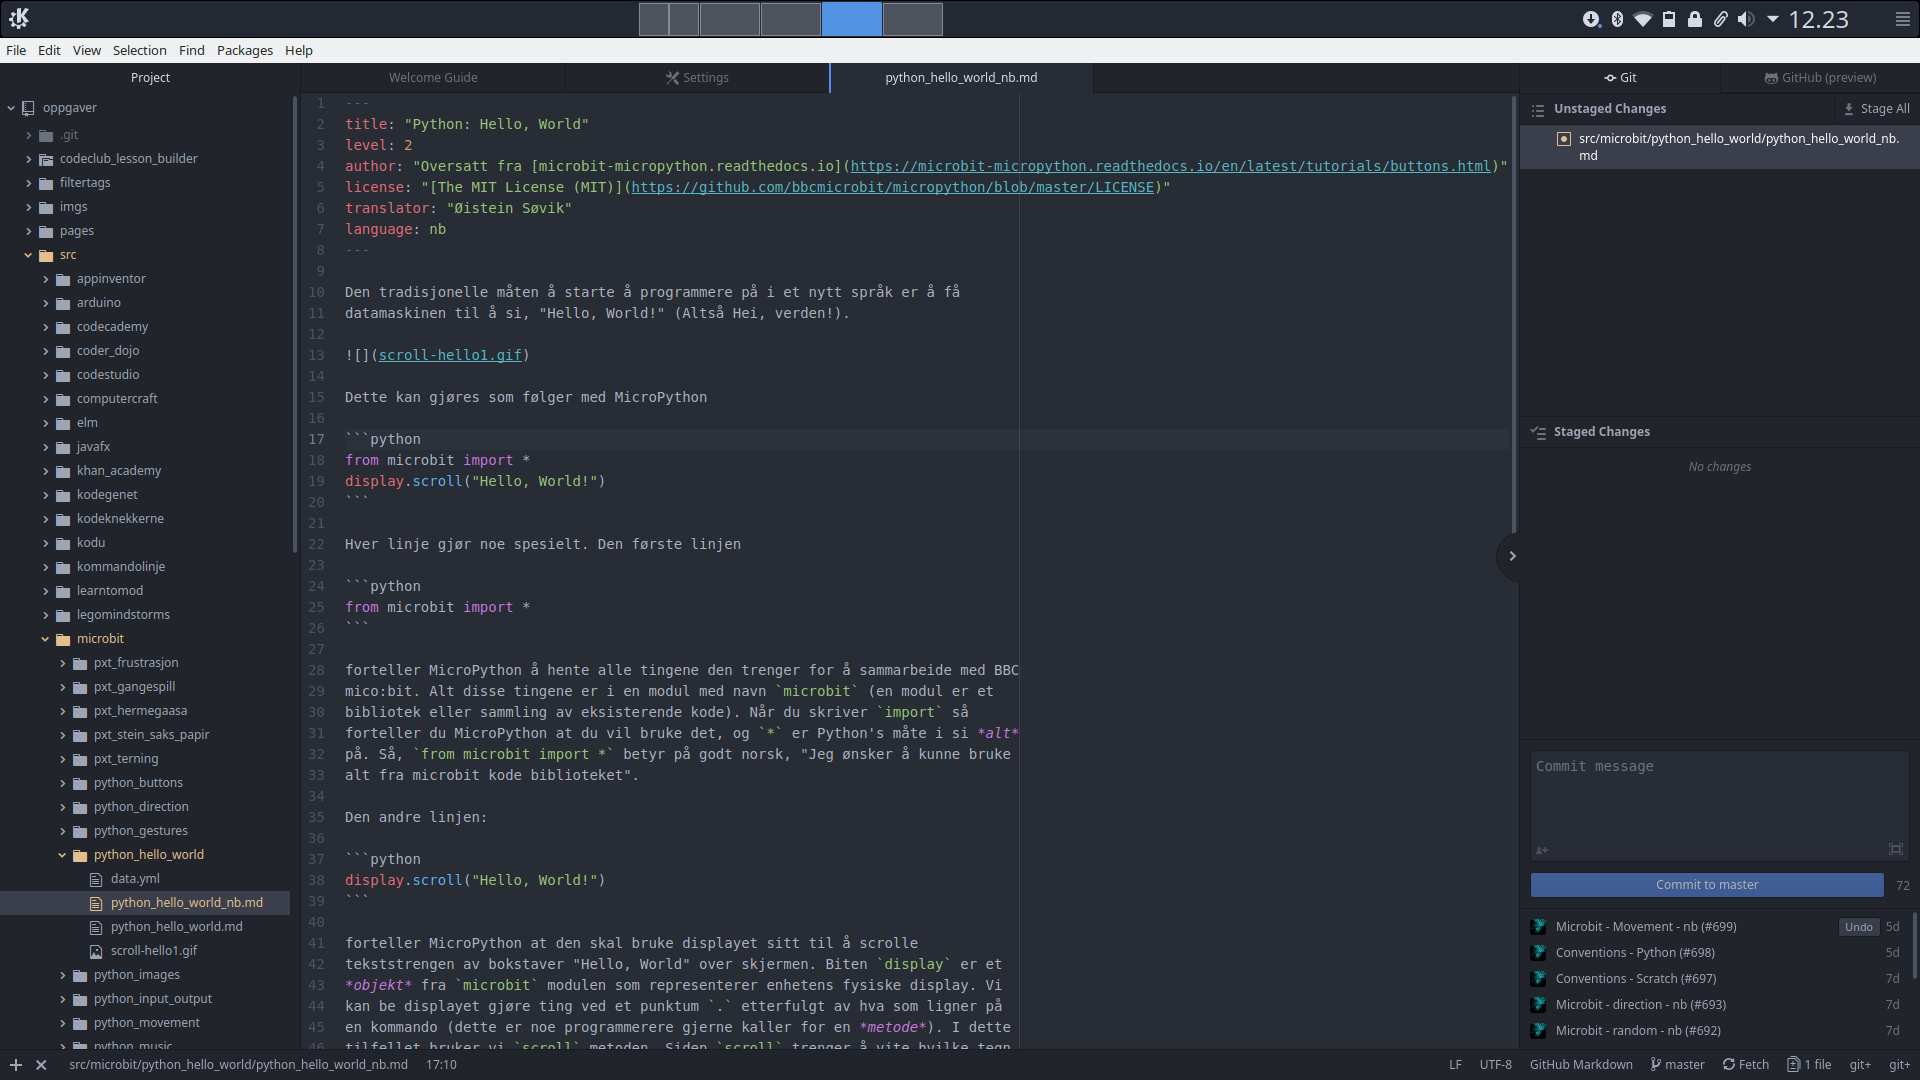 12.23
File Edit View Selection Find Packages Help
Project
Welcome Guide
Settings
python_hello_world_nb.md
Git
GitHub (preview)
oppgaver
.git
codeclub_lesson_builder
filtertags
imgs
pages
src
appinventor
arduino
codecademy
coder_dojo
codestudio
computercraft
elm
javafx
khan_academy
kodegenet
kodeknekkerne
kodu
kommandolinje
learntomod
legomindstorms
microbit
pxt_frustrasjon
pxt_gangespill
pxt_hermegaasa
pxt_stein_saks_papir
pxt_terning
python_buttons
python_direction
python_gestures
python_hello_world
data.yml
python_hello_world_nb.md
python_hello_world.md
scroll-hello1.gif
python_images
python_input_output
python_movement
python_music
1 ---
2 title: "Python: Hello, World"
3 level: 2
4 author: "Oversatt fra [microbit-micropython.readthedocs.io](https://microbit-micropython.readthedocs.io/en/latest/tutorials/buttons.html)"
5 license: "[The MIT License (MIT)](https://github.com/bbcmicrobit/micropython/blob/master/LICENSE)"
6 translator: "Øistein Søvik"
7 language: nb
8 ---
9
10 Den tradisjonelle måten å starte å programmere på i et nytt språk er å få
11 datamaskinen til å si, "Hello, World!" (Altså Hei, verden!).
12
13 ![](scroll-hello1.gif)
14
15 Dette kan gjøres som følger med MicroPython
16
17 ```python
18 from microbit import *
19 display.scroll("Hello, World!")
20 ```
21
22 Hver linje gjør noe spesielt. Den første linjen
23
24 ```python
25 from microbit import *
26 ```
27
28 forteller MicroPython å hente alle tingene den trenger for å sammarbeide med BBC
29 mico:bit. Alt disse tingene er i en modul med navn `microbit` (en modul er et
30 bibliotek eller sammling av eksisterende kode). Når du skriver `import` så
31 forteller du MicroPython at du vil bruke det, og `*` er Python's måte i si *alt*
32 på. Så, `from microbit import *` betyr på godt norsk, "Jeg ønsker å kunne bruke
33 alt fra microbit kode biblioteket".
34
35 Den andre linjen:
36
37 ```python
38 display.scroll("Hello, World!")
39 ```
40
41 forteller MicroPython at den skal bruke displayet sitt til å scrolle
42 tekststrengen av bokstaver "Hello, World" over skjermen. Biten `display` er et
43 *objekt* fra `microbit` modulen som representerer enhetens fysiske display. Vi
44 kan be displayet gjøre ting ved et punktum `.` etterfulgt av hva som ligner på
45 en kommando (dette er noe programmerere gjerne kaller for en *metode*). I dette
46 tilfellet bruker vi `scroll` metoden. Siden `scroll` trenger å vite hvilke tegn
Unstaged Changes
Stage All
src/microbit/python_hello_world/python_hello_world_nb.
md
Staged Changes
No changes
Commit message
Commit to master
72
Microbit - Movement - nb (#699) Undo 5d
Conventions - Python (#698) 5d
Conventions - Scratch (#697) 7d
Microbit - direction - nb (#693) 7d
Microbit - random - nb (#692) 7d
src/microbit/python_hello_world/python_hello_world_nb.md 17:10
LF UTF-8 GitHub Markdown master Fetch 1 file git+ git+